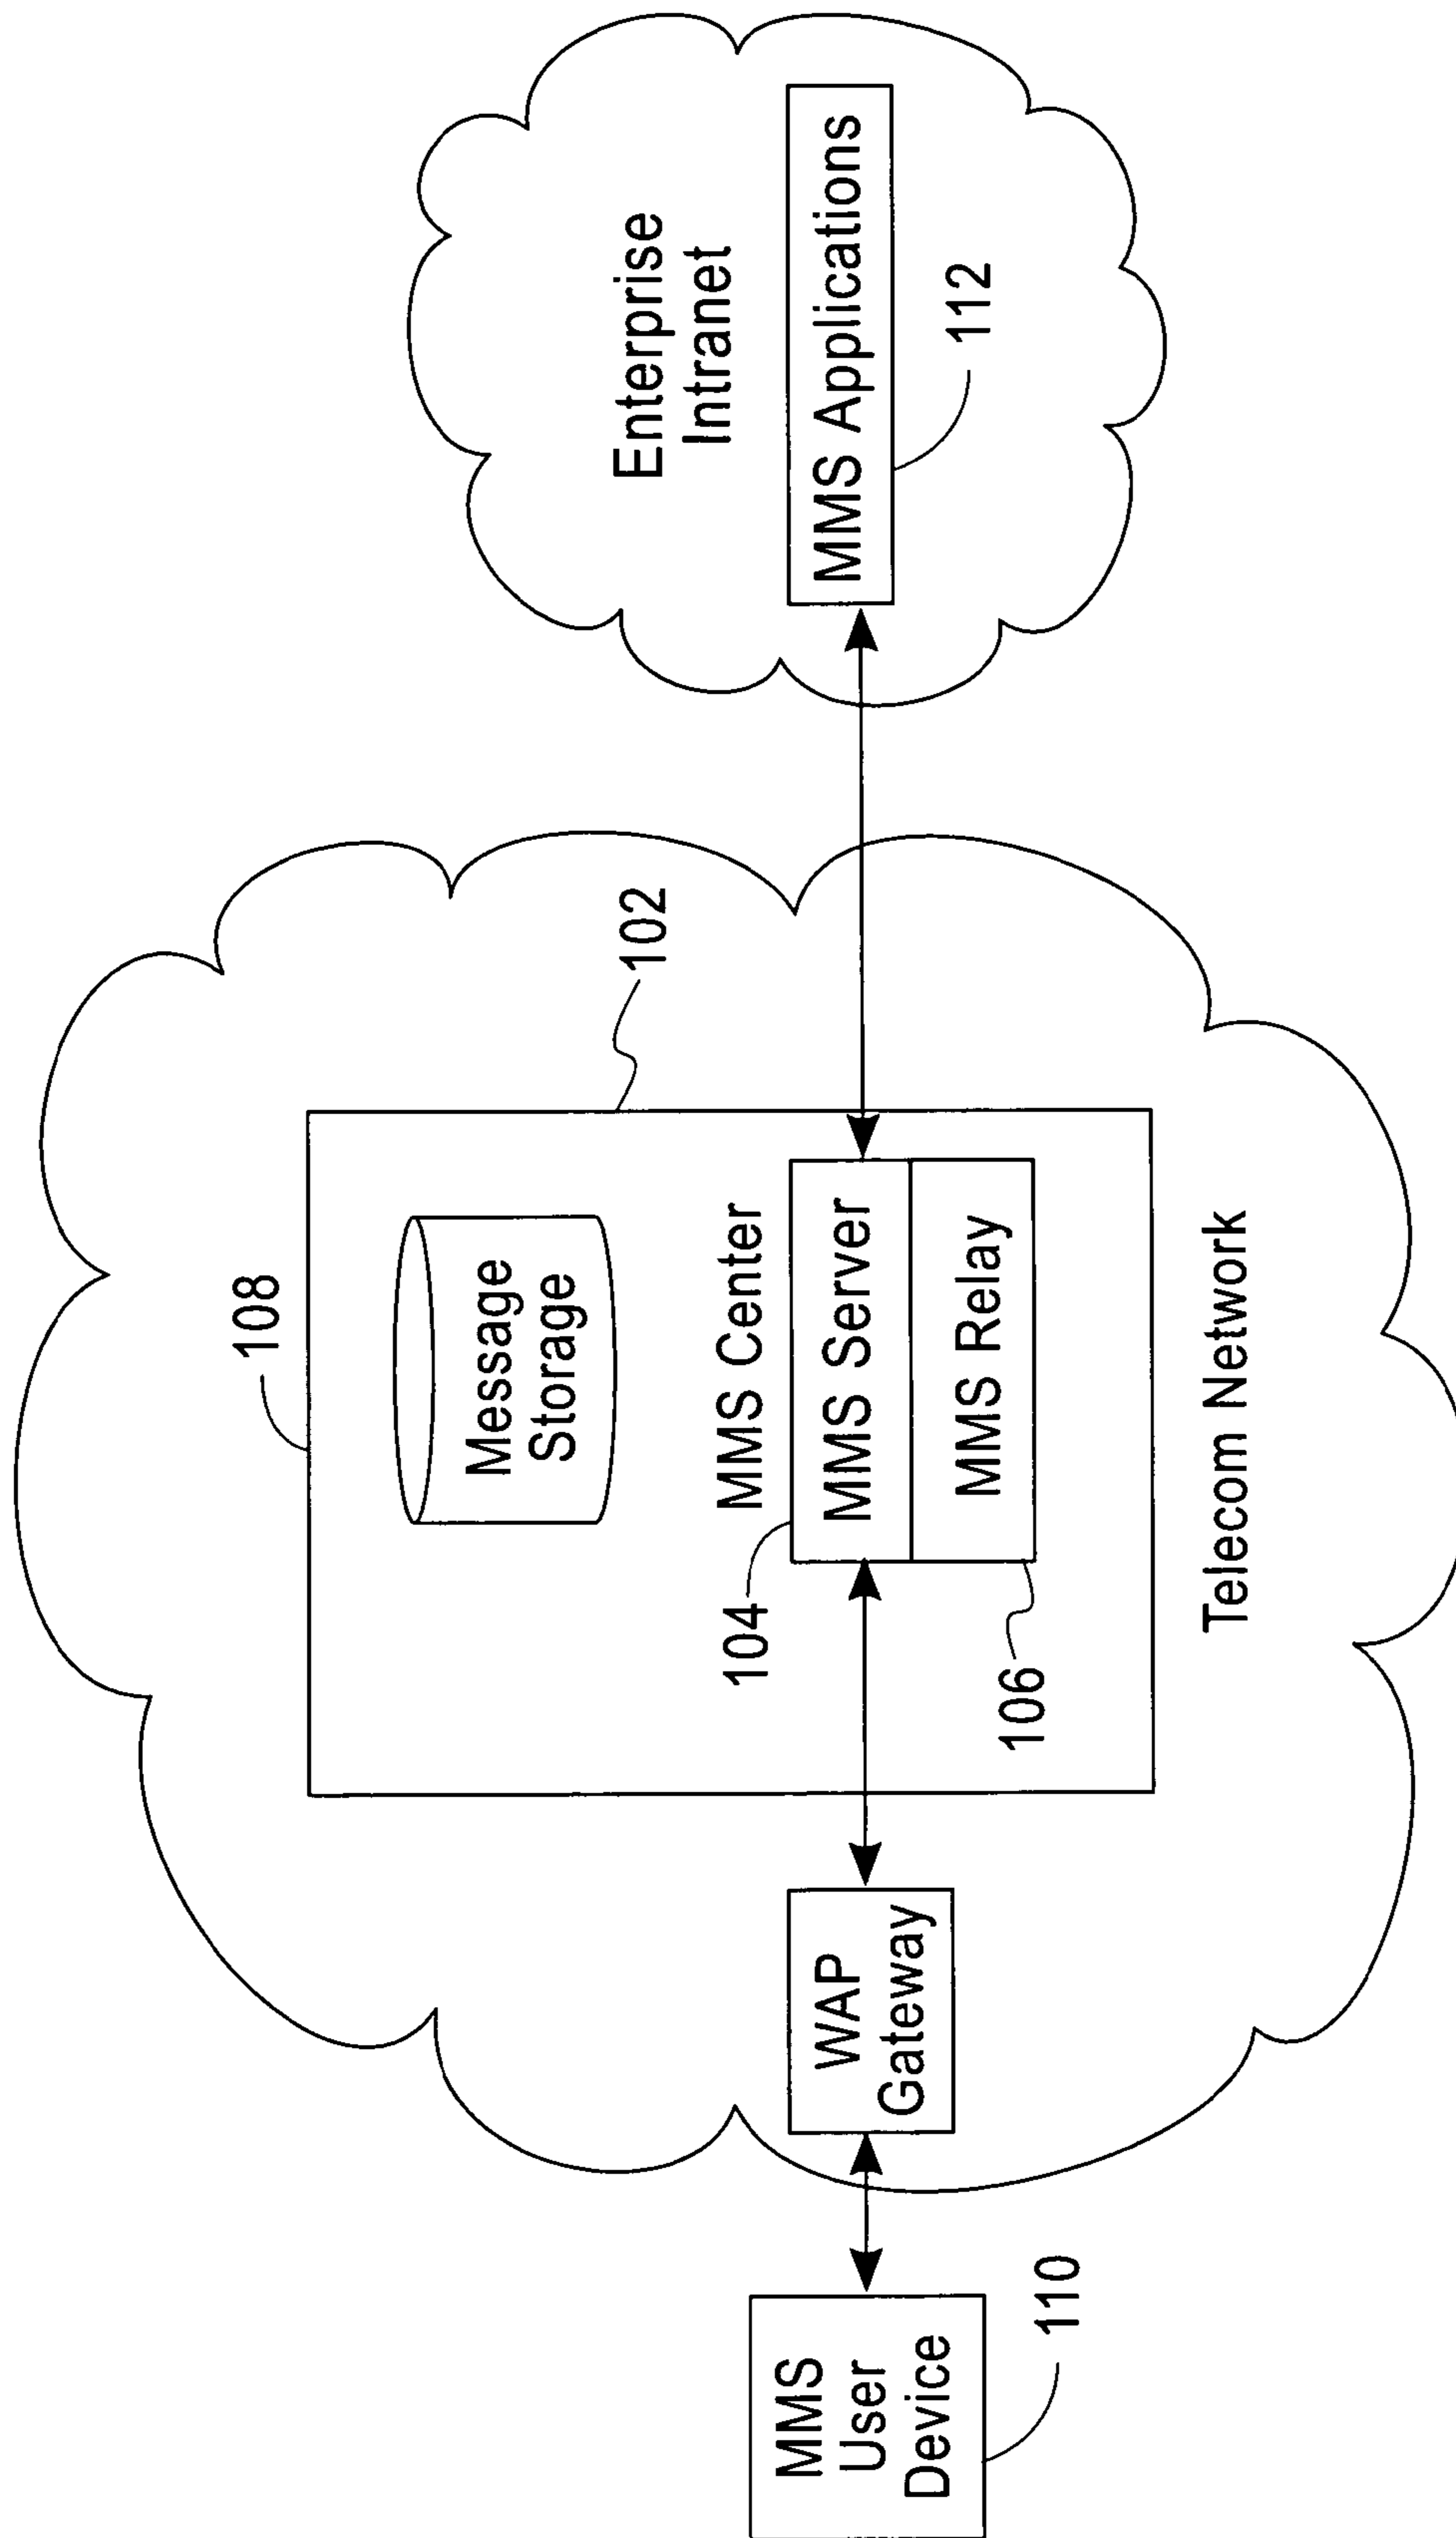 108
102
Message
Storage
MMS Center
104
MMS Server
MMS Relay
106
Telecom Network
WAP
Gateway
MMS
User
Device
110
Enterprise
Intranet
MMS Applications
112